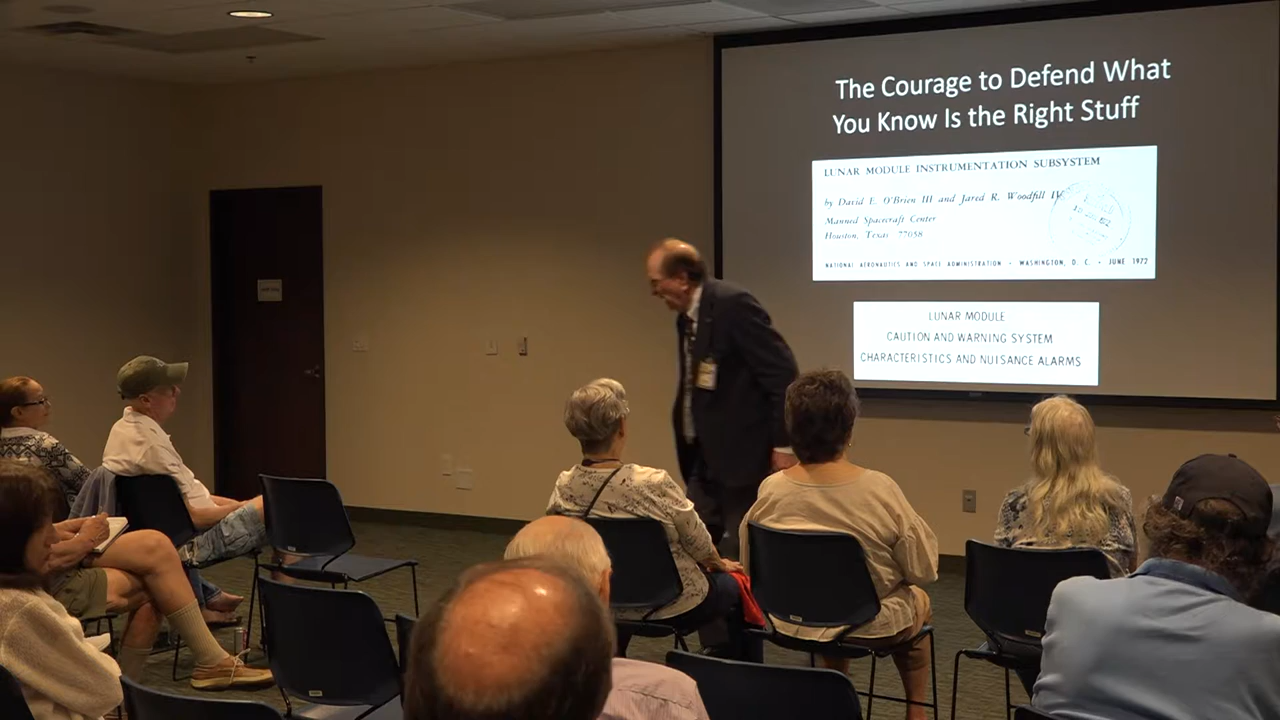 The Courage to Defend What
You Know Is the Right Stuff
LUNAR MODULE INSTRUMENTATION SUBSYSTEM
by David E. O'Brien III and Jared R. Woodfill IV
Manned Spacecraft Center
Houston, Texas 77058
NATIONAL AERONAUTICS AND SPACE ADMINISTRATION • WASHINGTON, D. C. • JUNE 1972
LUNAR MODULE
CAUTION AND WARNING SYSTEM
CHARACTERISTICS AND NUISANCE ALARMS